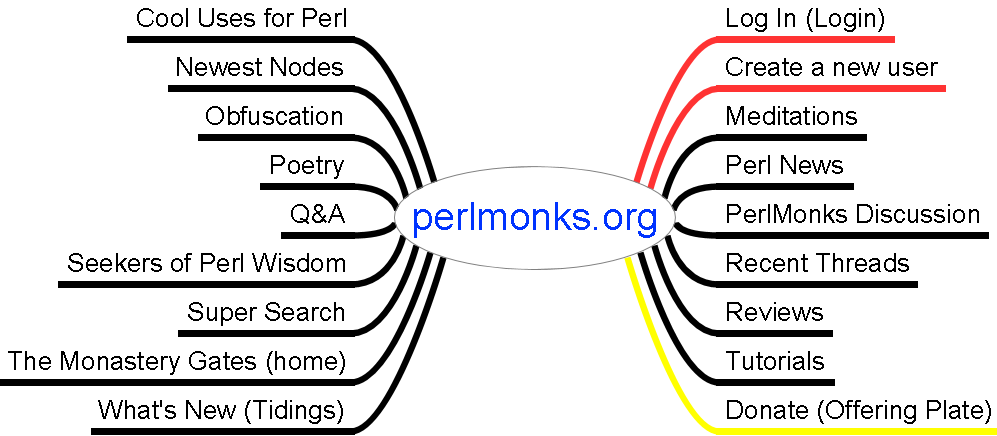 Cool Uses for Perl
Newest Nodes
Obfuscation
Poetry
Q&A
Seekers of Perl Wisdom
Super Search
The Monastery Gates (home)
What's New (Tidings)
perlmonks.org
Log In (Login)
Create a new user
Meditations
Perl News
PerlMonks Discussion
Recent Threads
Reviews
Tutorials
Donate (Offering Plate)